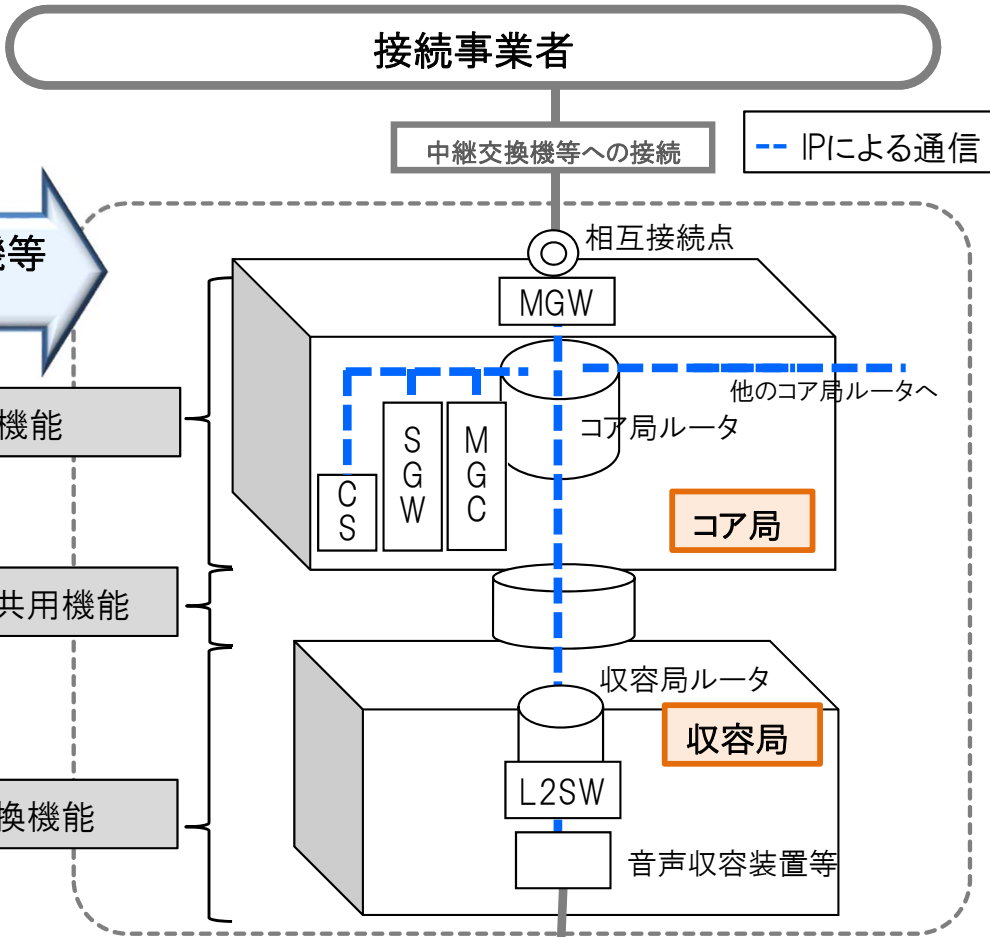 接続事業者
中継交換機等への接続
IPによる通信
機等
相互接続点
MGW
他のコア局ルータへ
コア局ルータ
機能
SGW
MGC
CS
コア局
共用機能
収容局ルータ
収容局
L2SW
換機能
音声収容装置等